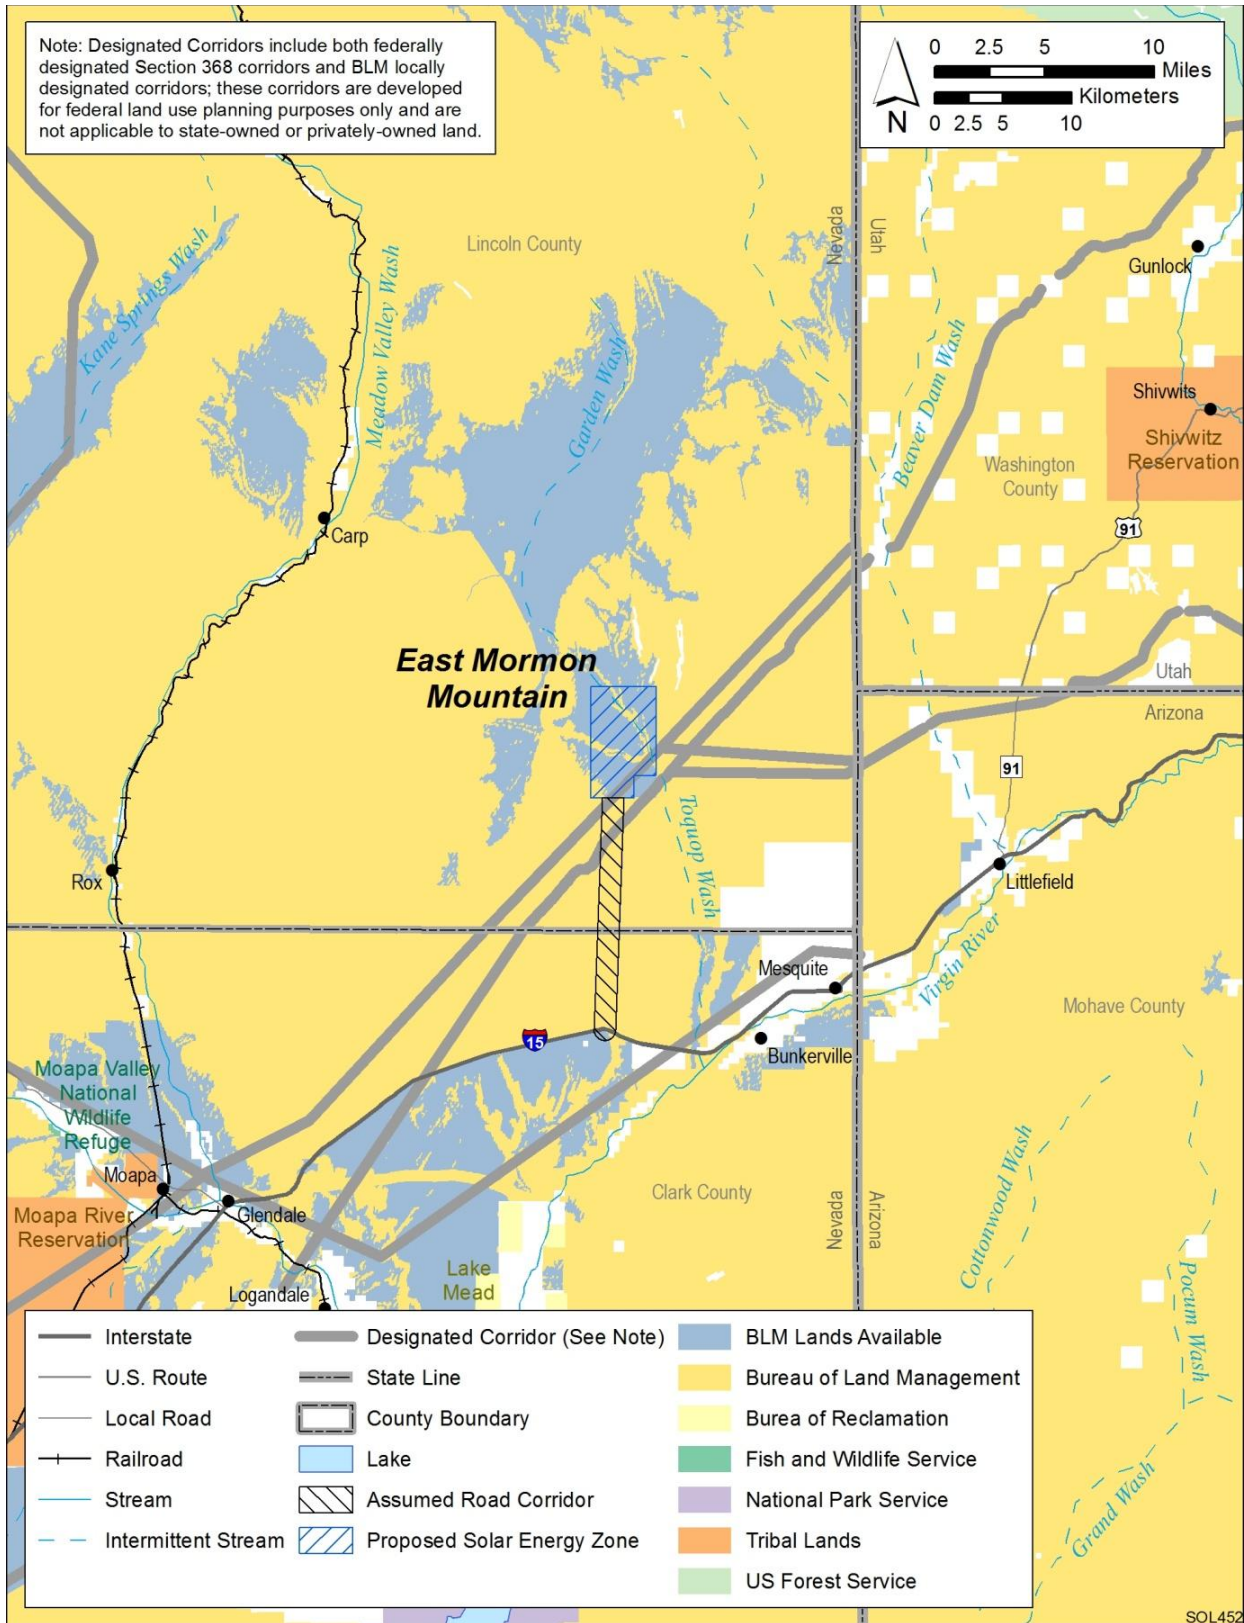 Note: Designated Corridors include both federally
designated Section 368 corridors and BLM locally
designated corridors; these corridors are developed
for federal land use planning purposes only and are
not applicable to state-owned or privately-owned land.
0 2.5 5 10
Miles
Kilometers
N
0 2.5 5 10
Nevada
Utah
Lincoln County
Gunlock
Kane Springs Wash
Meadow Valley Wash
Garden Wash
Beaver Dam Wash
Shivwits
Shivwitz
Reservation
Washington
County
Carp
91
East Mormon
Mountain
Utah
Arizona
91
Toquop Wash
Rox
Littlefield
Mesquite
Virgin River
Mohave County
15
Bunkerville
Moapa Valley
National
Wildlife
Refuge
Moapa
Clark County
Nevada
Arizona
Cottonwood Wash
Moapa River
Reservation
Glendale
Lake
Mead
Pocum Wash
Logandale
Interstate
U.S. Route
Local Road
Railroad
Stream
Intermittent Stream
Designated Corridor (See Note)
State Line
County Boundary
Lake
Assumed Road Corridor
Proposed Solar Energy Zone
BLM Lands Available
Bureau of Land Management
Burea of Reclamation
Fish and Wildlife Service
National Park Service
Tribal Lands
US Forest Service
Grand Wash
SOL452